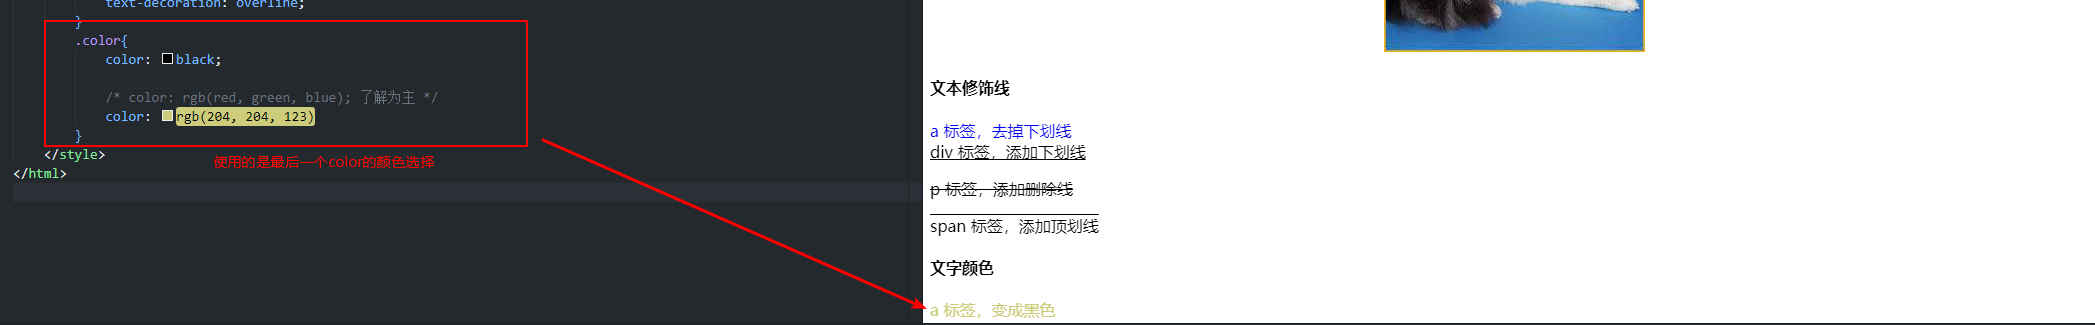 text-decoration: overline;
}
.color{
color: black;
/* color: rgb(red, green, blue); 了解为主 */
color: rgb(204, 204, 123)
}
</style>
使用的是最后一个color的颜色选择
</html>
文本修饰线
a 标签，去掉下划线
div 标签，添加下划线
p 标签，添加删除线
span 标签，添加顶划线
文字颜色
a 标签，变成黑色